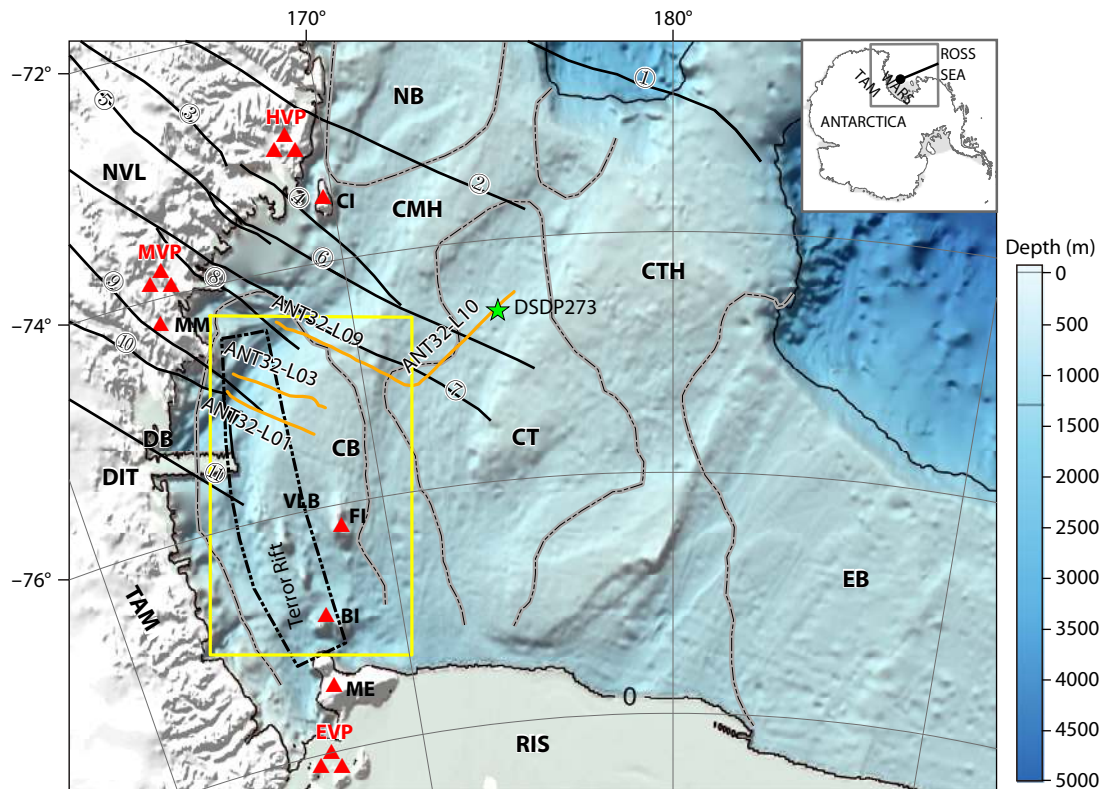 170°
180°
−72°
−74°
−76°
NB
①
ROSS
SEA
TAM
WARS
ANTARCTICA
⑤
③
HVP
NVL
②
④
CI
CMH
MVP
⑥
CTH
Depth (m)
0
500
1000
1500
2000
2500
3000
3500
4000
4500
5000
⑨
⑧
MM
ANT32-L09
ANT32-L10
DSDP273
⑩
ANT32-L03
⑦
ANT32-L01
DB
CB
CT
DIT
⑪
VLB
FI
Terror Rift
EB
TAM
BI
ME
0
EVP
RIS